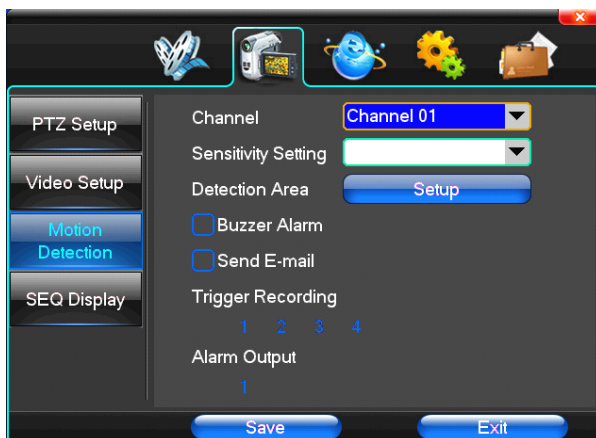 PTZ Setup
Video Setup
Motion
Detection
SEQ Display
Channel Channel 01
Sensitivity Setting
Detection Area Setup
Buzzer Alarm
Send E-mail
Trigger Recording
1 2 3 4
Alarm Output
1
Save Exit